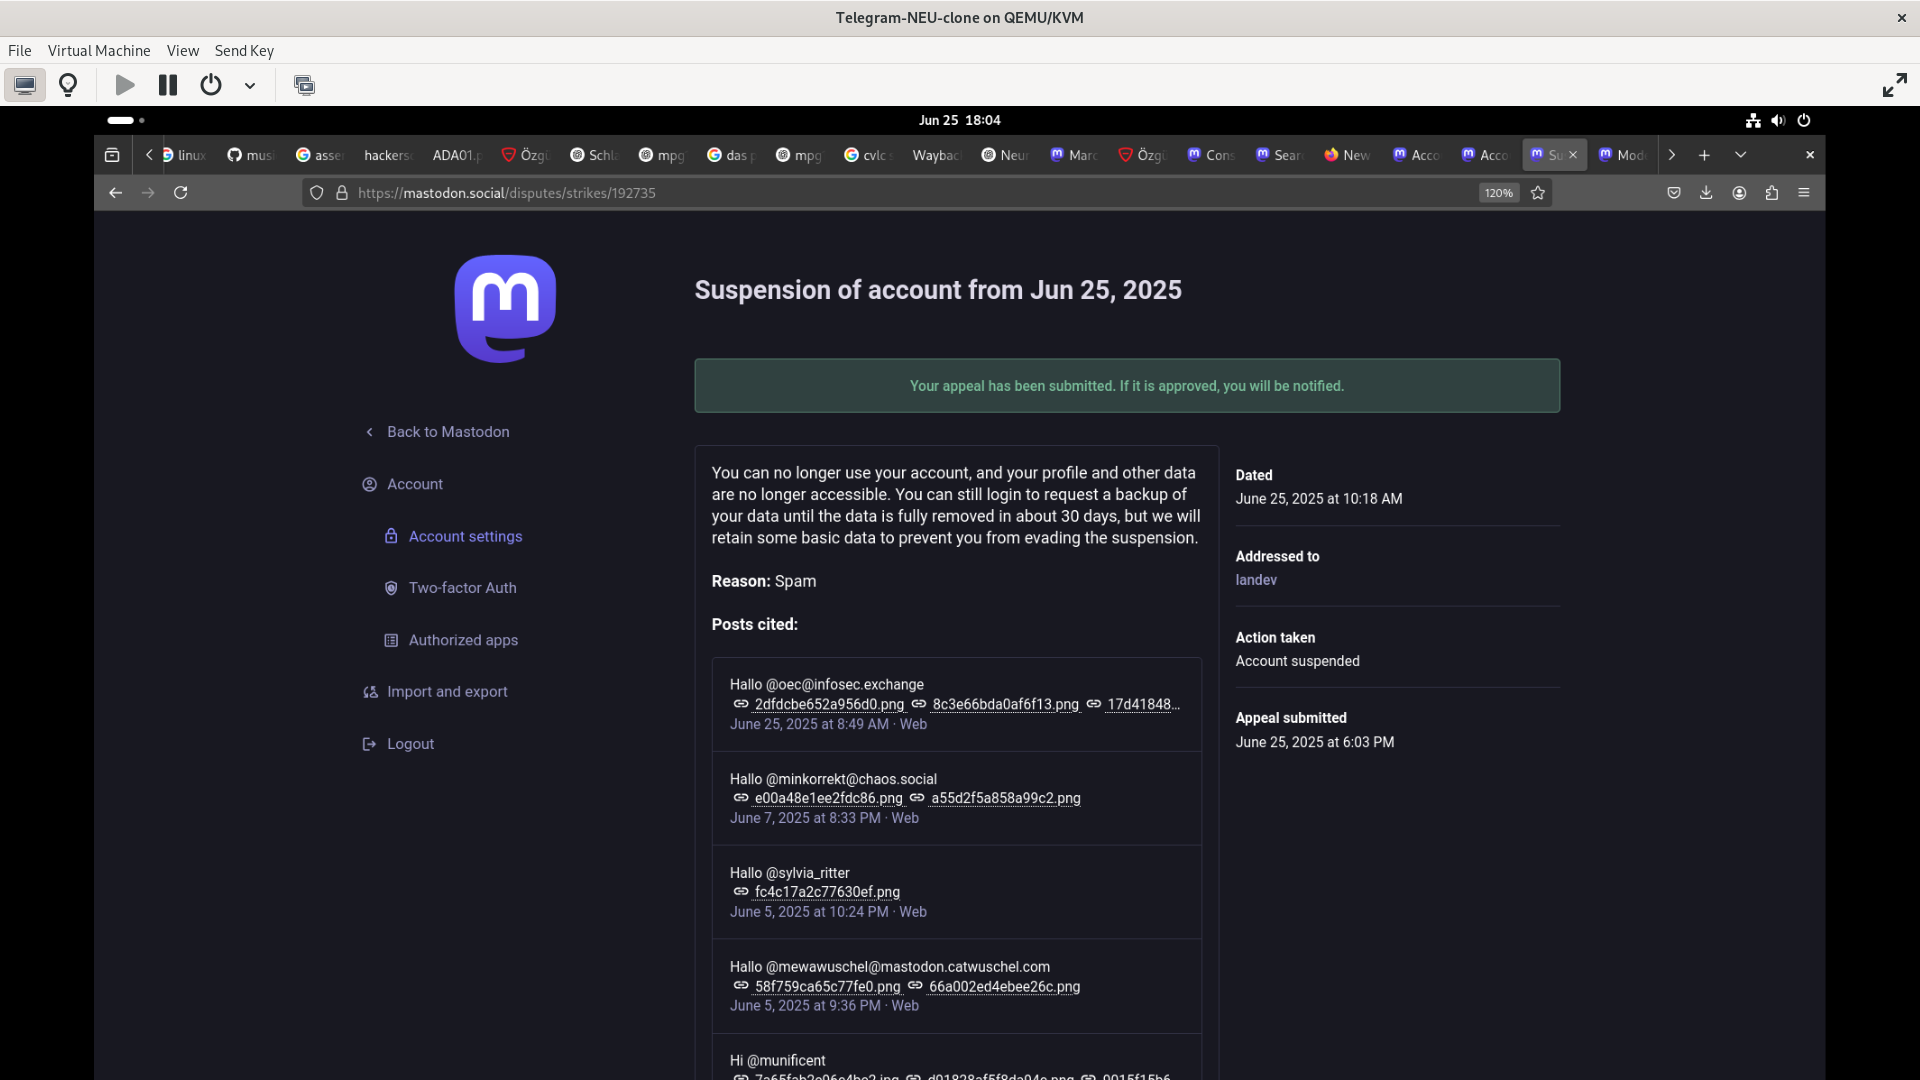 Telegram-NEU-clone on QEMU/KVM
File Virtual Machine View Send Key
Jun 25 18:04
linux mus asse hackers ADA01.p Özgü Schla mpg das p mpg cvlc Waybac Neur Marc Özgü Cons Sear New Acco Acco Su Mod
https://mastodon.social/disputes/strikes/192735 120%
Suspension of account from Jun 25, 2025
Your appeal has been submitted. If it is approved, you will be notified.
Back to Mastodon
Account
Account settings
Two-factor Auth
Authorized apps
Import and export
Logout
You can no longer use your account, and your profile and other data
are no longer accessible. You can still login to request a backup of
your data until the data is fully removed in about 30 days, but we will
retain some basic data to prevent you from evading the suspension.
Reason: Spam
Posts cited:
Hallo @oec@infosec.exchange
2dfdcbe652a956d0.png 8c3e66bda0af6f13.png 17d41848…
June 25, 2025 at 8:49 AM · Web
Hallo @minkorrekt@chaos.social
e00a48e1ee2fdc86.png a55d2f5a858a99c2.png
June 7, 2025 at 8:33 PM · Web
Hallo @sylvia_ritter
fc4c17a2c77630ef.png
June 5, 2025 at 10:24 PM · Web
Hallo @mewawuschel@mastodon.catwuschel.com
58f759ca65c77fe0.png 66a002ed4ebee26c.png
June 5, 2025 at 9:36 PM · Web
Hi @munificent
Dated
June 25, 2025 at 10:18 AM
Addressed to
landev
Action taken
Account suspended
Appeal submitted
June 25, 2025 at 6:03 PM